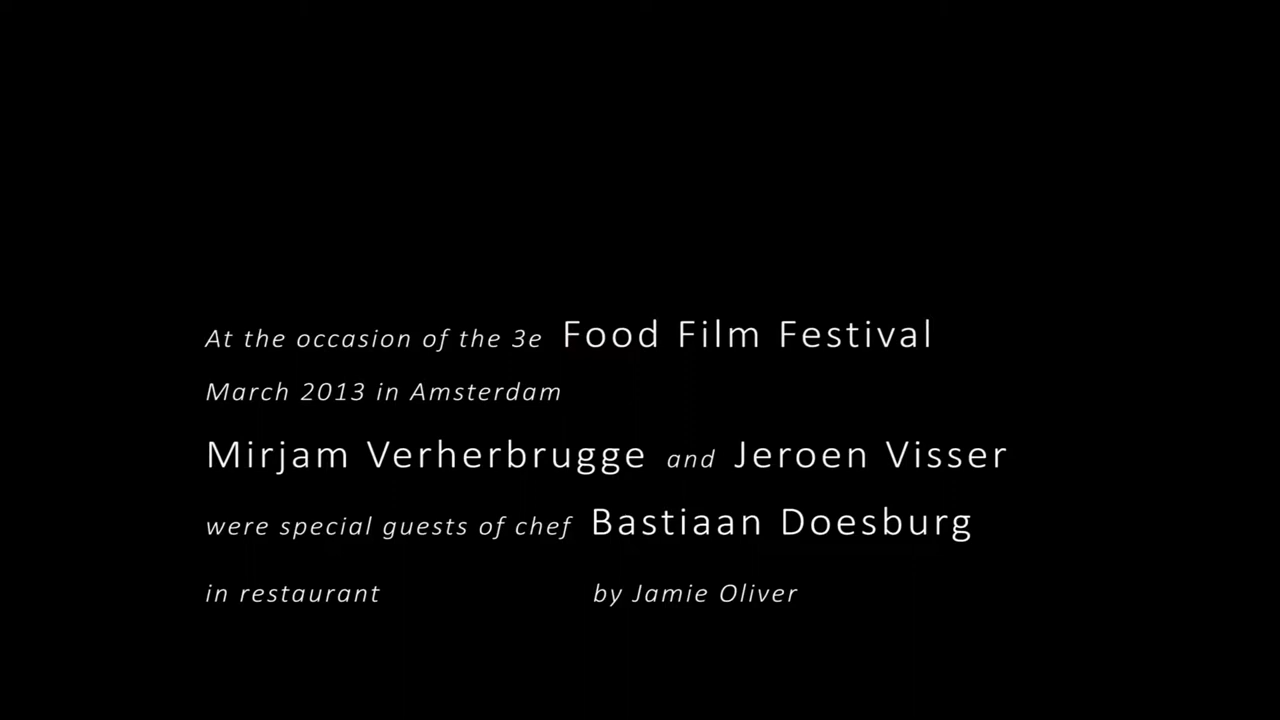 At the occasion of the 3e Food Film Festival
March 2013 in Amsterdam
Mirjam Verherbrugge and Jeroen Visser
were special guests of chef Bastiaan Doesburg
in restaurant by Jamie Oliver